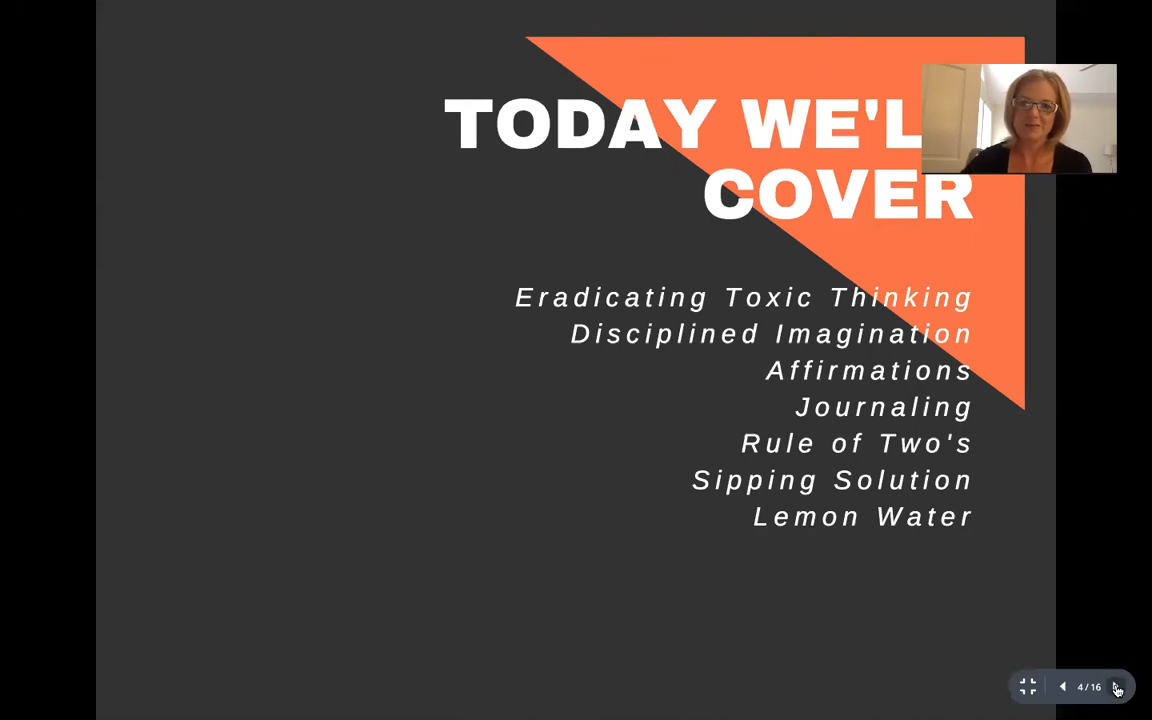 TODAY WE'L
COVER
Eradicating Toxic Thinking
Disciplined Imagination
Affirmations
Journaling
Rule of Two's
Sipping Solution
Lemon Water
4 / 16